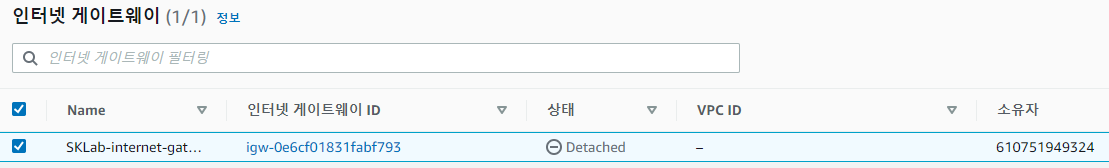 인터넷 게이트웨이 (1/1) 정보
인터넷 게이트웨이 필터링
Name 인터넷 게이트웨이 ID 상태 VPC ID 소유자
SKLab-internet-gat... igw-0e6cf01831fabf793 Detached – 610751949324